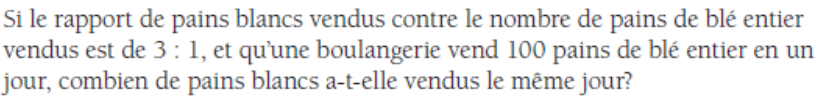 Si le rapport de pains blancs vendus contre le nombre de pains de blé entier
vendus est de 3 : 1, et qu'une boulangerie vend 100 pains de blé entier en un
jour, combien de pains blancs a-t-elle vendus le même jour?